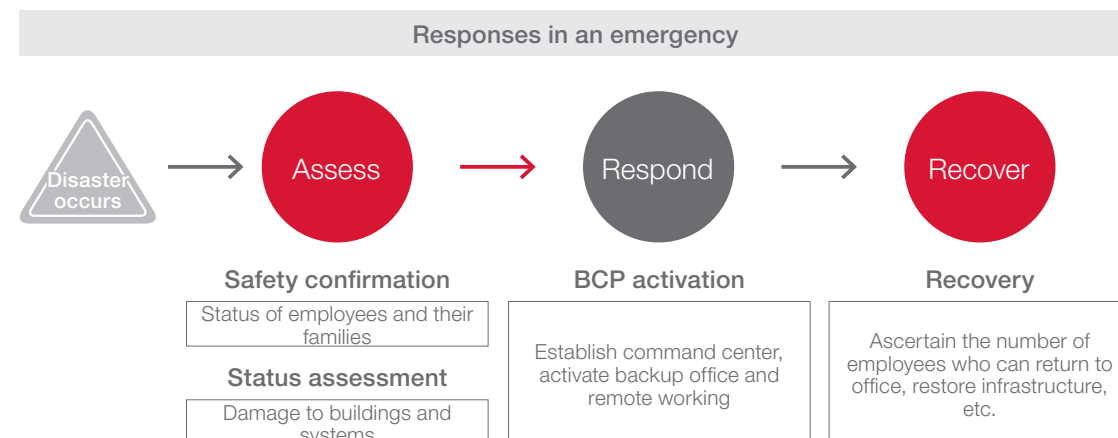 Responses in an emergency
Disaster
occurs
Assess
Respond
Recover
Safety confirmation
Status of employees and their
families
Status assessment
Damage to buildings and
systems
BCP activation
Establish command center,
activate backup office and
remote working
Recovery
Ascertain the number of
employees who can return to
office, restore infrastructure,
etc.